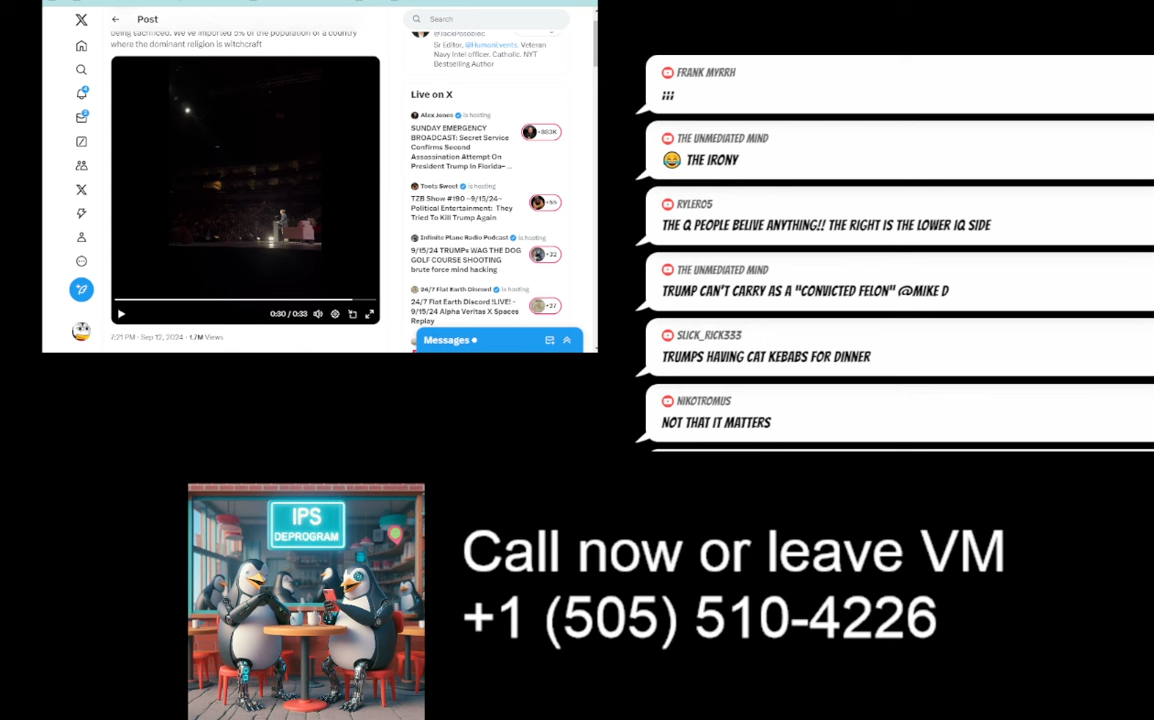 Post
being sacrificed. We've imported 5% of the population of a country
where the dominant religion is witchcraft
0:30 / 0:33
7:21 PM · Sep 12, 2024 · 1.7M Views
4
2
Search
@JackPosobiec
Sr Editor, @HumanEvents. Veteran
Navy Intel officer. Catholic. NYT
Bestselling Author
Live on X
Alex Jones is hosting
SUNDAY EMERGENCY
BROADCAST: Secret Service
Confirms Second
Assassination Attempt On
President Trump In Florida– ...
+883K
Toots Sweet is hosting
TZB Show #190 ~9/15/24~
Political Entertainment: They
Tried To Kill Trump Again
+55
Infinite Plane Radio Podcast is hosting
9/15/24 TRUMPs WAG THE DOG
GOLF COURSE SHOOTING
brute force mind hacking
+32
24/7 Flat Earth Discord is hosting
24/7 Flat Earth Discord !LIVE! -
9/15/24 Alpha Veritas X Spaces
Replay
+27
Messages
FRANK MYRRH
;;;
THE UNMEDIATED MIND
😂 THE IRONY
RYLER05
THE Q PEOPLE BELIVE ANYTHING!! THE RIGHT IS THE LOWER IQ SIDE
THE UNMEDIATED MIND
TRUMP CAN'T CARRY AS A "CONVICTED FELON" @MIKE D
SLICK_RICK333
TRUMPS HAVING CAT KEBABS FOR DINNER
NIKOTROMUS
NOT THAT IT MATTERS
IPS
DEPROGRAM
Call now or leave VM
+1 (505) 510-4226